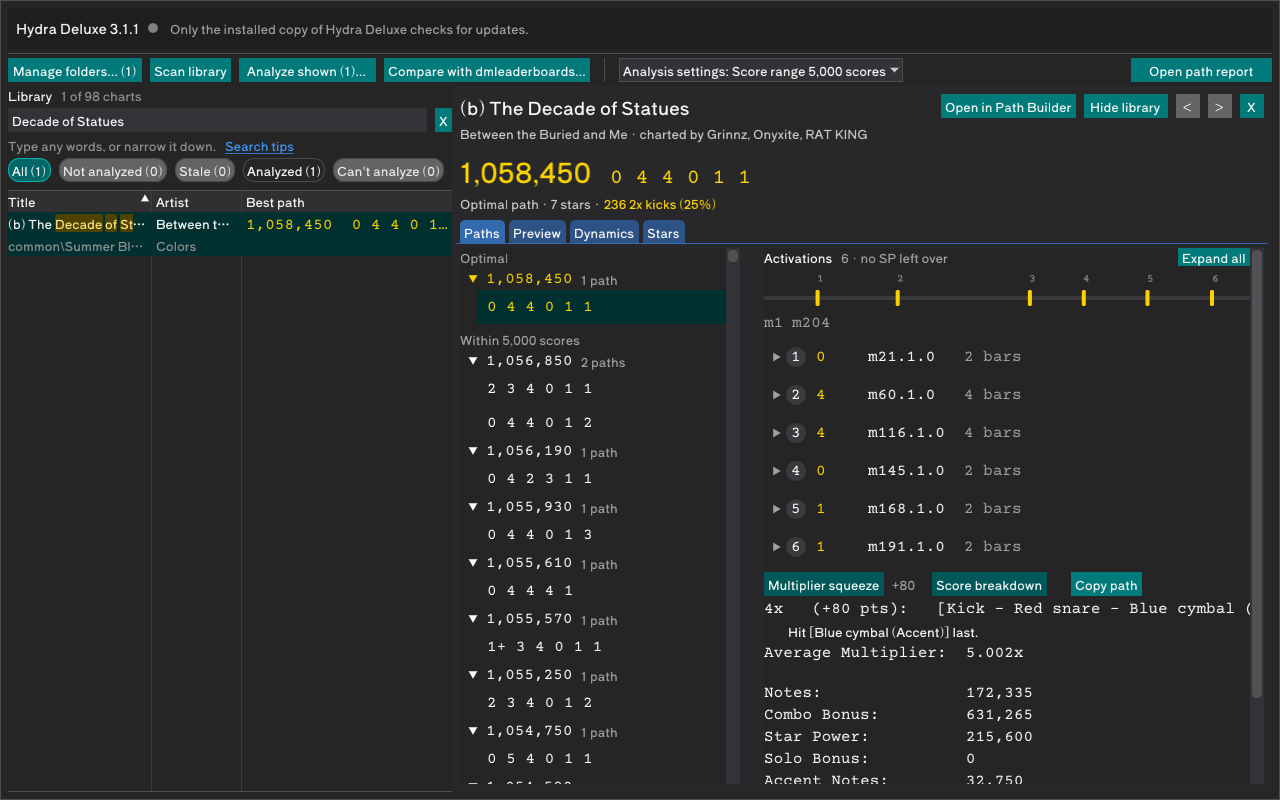 Hydra Deluxe 3.1.1 Only the installed copy of Hydra Deluxe checks for updates.
Manage folders... (1) Scan library Analyze shown (1)... Compare with dmleaderboards... Analysis settings: Score range 5,000 scores Open path report
Library 1 of 98 charts
Decade of Statues X
Type any words, or narrow it down. Search tips
All (1) Not analyzed (0) Stale (0) Analyzed (1) Can't analyze (0)
Title Artist Best path
(b) The Decade of St··· Between t··· 1,058,450 0 4 4 0 1...
common\Summer Bl··· Colors
(b) The Decade of Statues Open in Path Builder Hide library < > X
Between the Buried and Me · charted by Grinnz, Onyxite, RAT KING
1,058,450 0 4 4 0 1 1
Optimal path · 7 stars · 236 2x kicks (25%)
Paths Preview Dynamics Stars
Optimal
1,058,450 1 path
0 4 4 0 1 1
Within 5,000 scores
1,056,850 2 paths
2 3 4 0 1 1
0 4 4 0 1 2
1,056,190 1 path
0 4 2 3 1 1
1,055,930 1 path
0 4 4 0 1 3
1,055,610 1 path
0 4 4 4 1
1,055,570 1 path
1+ 3 4 0 1 1
1,055,250 1 path
2 3 4 0 1 2
1,054,750 1 path
0 5 4 0 1 1
Activations 6 · no SP left over Expand all
1 2 3 4 5 6
m1 m204
1 0 m21.1.0 2 bars
2 4 m60.1.0 4 bars
3 4 m116.1.0 4 bars
4 0 m145.1.0 2 bars
5 1 m168.1.0 2 bars
6 1 m191.1.0 2 bars
Multiplier squeeze +80 Score breakdown Copy path
4x (+80 pts): [Kick - Red snare - Blue cymbal (
Hit [Blue cymbal (Accent)] last.
Average Multiplier: 5.002x
Notes: 172,335
Combo Bonus: 631,265
Star Power: 215,600
Solo Bonus: 0
Accent Notes: 32,750